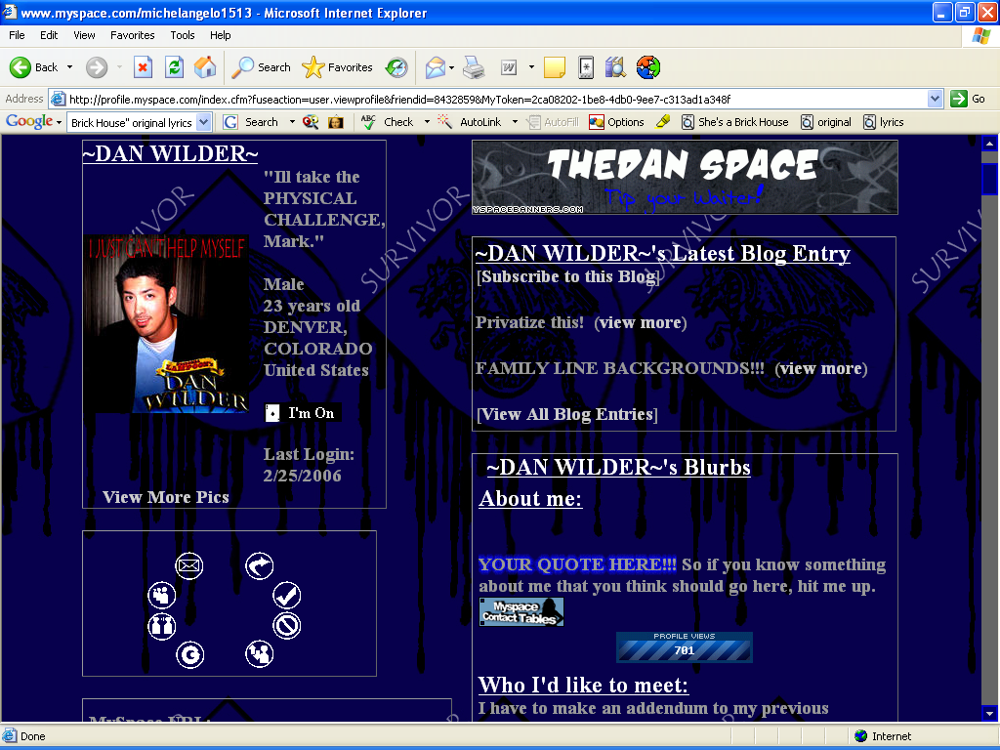 www.myspace.com/michelangelo1513 - Microsoft Internet Explorer
File Edit View Favorites Tools Help
Back Search Favorites
Address http://profile.myspace.com/index.cfm?fuseaction=user.viewprofile&friendid=8432859&MyToken=2ca08202-1be8-4db0-9ee7-c313ad1a348f Go
Google Brick House" original lyrics Search Check AutoLink AutoFill Options She's a Brick House original lyrics
~DAN WILDER~
"Ill take the
PHYSICAL
CHALLENGE,
Mark."
I JUST CAN'T HELP MYSELF
DAN
WILDER
Male
23 years old
DENVER,
COLORADO
United States
I'm On
Last Login:
2/25/2006
View More Pics
MySpace URL:
THEDAN SPACE
Tip your Waiter!
YSPACEBANNERS.COM
~DAN WILDER~'s Latest Blog Entry
[Subscribe to this Blog]
Privatize this! (view more)
FAMILY LINE BACKGROUNDS!!! (view more)
[View All Blog Entries]
~DAN WILDER~'s Blurbs
About me:
YOUR QUOTE HERE!!! So if you know something
about me that you think should go here, hit me up.
Myspace
Contact Tables
PROFILE VIEWS
701
Who I'd like to meet:
I have to make an addendum to my previous
SURVIVOR
SURVIVOR
SURVIVOR
SURVIVOR
Done Internet